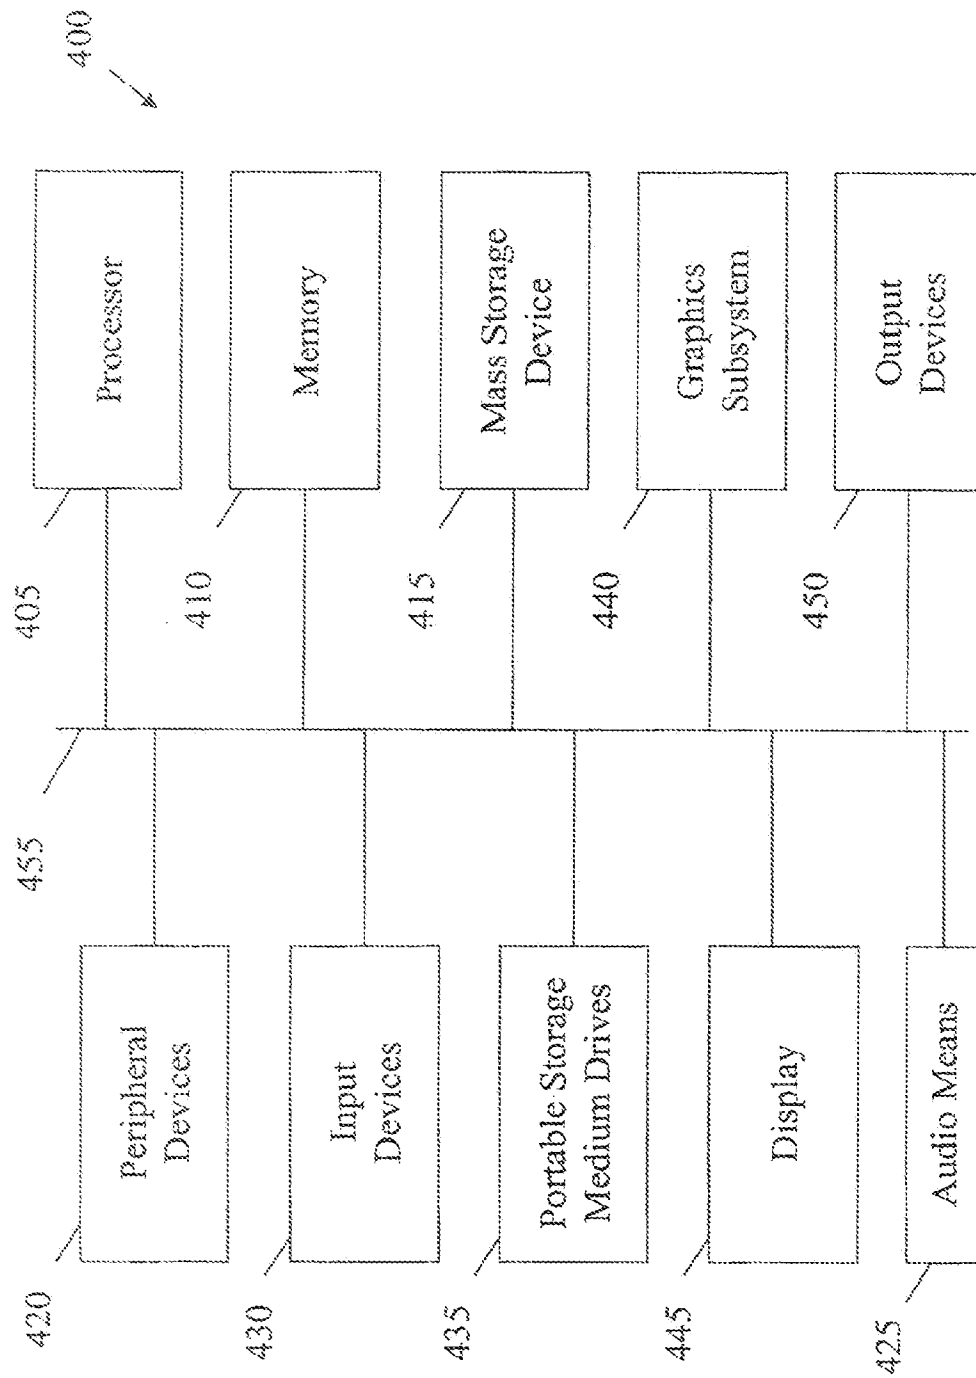 400
405
Processor
410
Memory
415
Mass Storage
Device
440
Graphics
Subsystem
450
Output
Devices
455
420
Peripheral
Devices
430
Input
Devices
435
Portable Storage
Medium Drives
445
Display
425
Audio Means